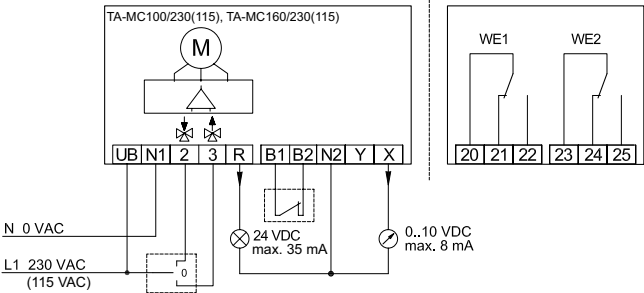 TA-MC100/230(115), TA-MC160/230(115)
M
UB N1 2 3 R B1 B2 N2 Y X
WE1 WE2
20 21 22 23 24 25
N 0 VAC
L1 230 VAC
(115 VAC)
0
24 VDC
max. 35 mA
0..10 VDC
max. 8 mA